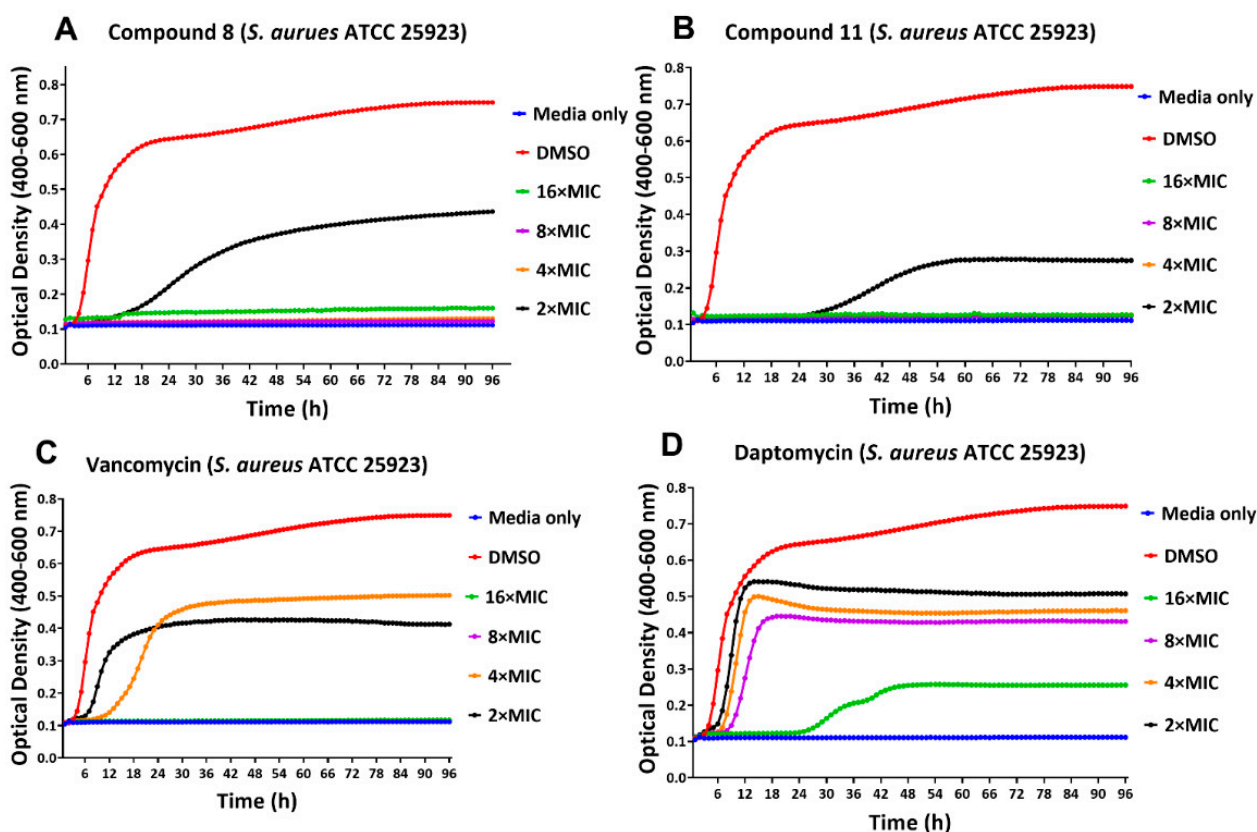 A Compound 8 (S. aurues ATCC 25923)
Optical Density (400-600 nm)
0.8
0.7
0.6
0.5
0.4
0.3
0.2
0.1
0.0
6 12 18 24 30 36 42 48 54 60 66 72 78 84 90 96
Time (h)
Media only
DMSO
16×MIC
8×MIC
4×MIC
2×MIC
B Compound 11 (S. aureus ATCC 25923)
Optical Density (400-600 nm)
0.8
0.7
0.6
0.5
0.4
0.3
0.2
0.1
0.0
6 12 18 24 30 36 42 48 54 60 66 72 78 84 90 96
Time (h)
Media only
DMSO
16×MIC
8×MIC
4×MIC
2×MIC
C Vancomycin (S. aureus ATCC 25923)
Optical Density (400-600 nm)
0.8
0.7
0.6
0.5
0.4
0.3
0.2
0.1
0.0
6 12 18 24 30 36 42 48 54 60 66 72 78 84 90 96
Time (h)
Media only
DMSO
16×MIC
8×MIC
4×MIC
2×MIC
D Daptomycin (S. aureus ATCC 25923)
Optical Density (400-600 nm)
0.8
0.7
0.6
0.5
0.4
0.3
0.2
0.1
0.0
6 12 18 24 30 36 42 48 54 60 66 72 78 84 90 96
Time (h)
Media only
DMSO
16×MIC
8×MIC
4×MIC
2×MIC